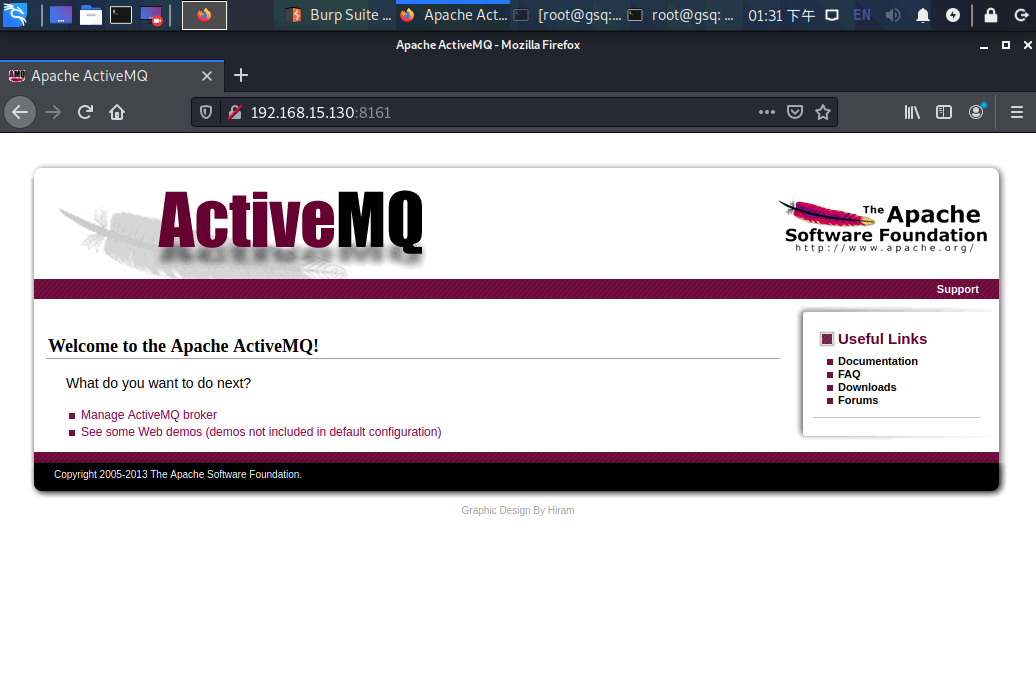 Burp Suite ... Apache Act... [root@gsq:... root@gsq: ... 01:31 下午 EN
Apache ActiveMQ - Mozilla Firefox
Apache ActiveMQ
192.168.15.130:8161
ActiveMQ
The Apache
Software Foundation
http://www.apache.org/
Support
Welcome to the Apache ActiveMQ!
What do you want to do next?
Manage ActiveMQ broker
See some Web demos (demos not included in default configuration)
Useful Links
Documentation
FAQ
Downloads
Forums
Copyright 2005-2013 The Apache Software Foundation.
Graphic Design By Hiram